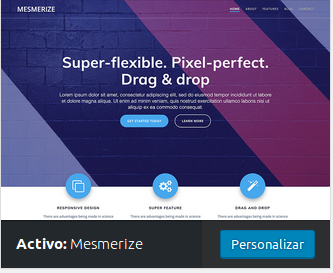 MESMERIZE
HOME ABOUT FEATURES BLOG CONTACT
Super-flexible. Pixel-perfect.
Drag & drop
Lorem ipsum dolor sit amet, consectetur adipiscing elit, sed do eiusmod tempor incididunt ut labore
et dolore magna aliqua. Ut enim ad minim veniam, quis nostrud exercitation ullamco laboris nisi ut
aliquip ex ea commodo consequat.
GET STARTED TODAY LEARN MORE
RESPONSIVE DESIGN SUPER FEATURE DRAG AND DROP
There are advantages being made in science There are advantages being made in science There are advantages being made in science
Activo: Mesmerize
Personalizar